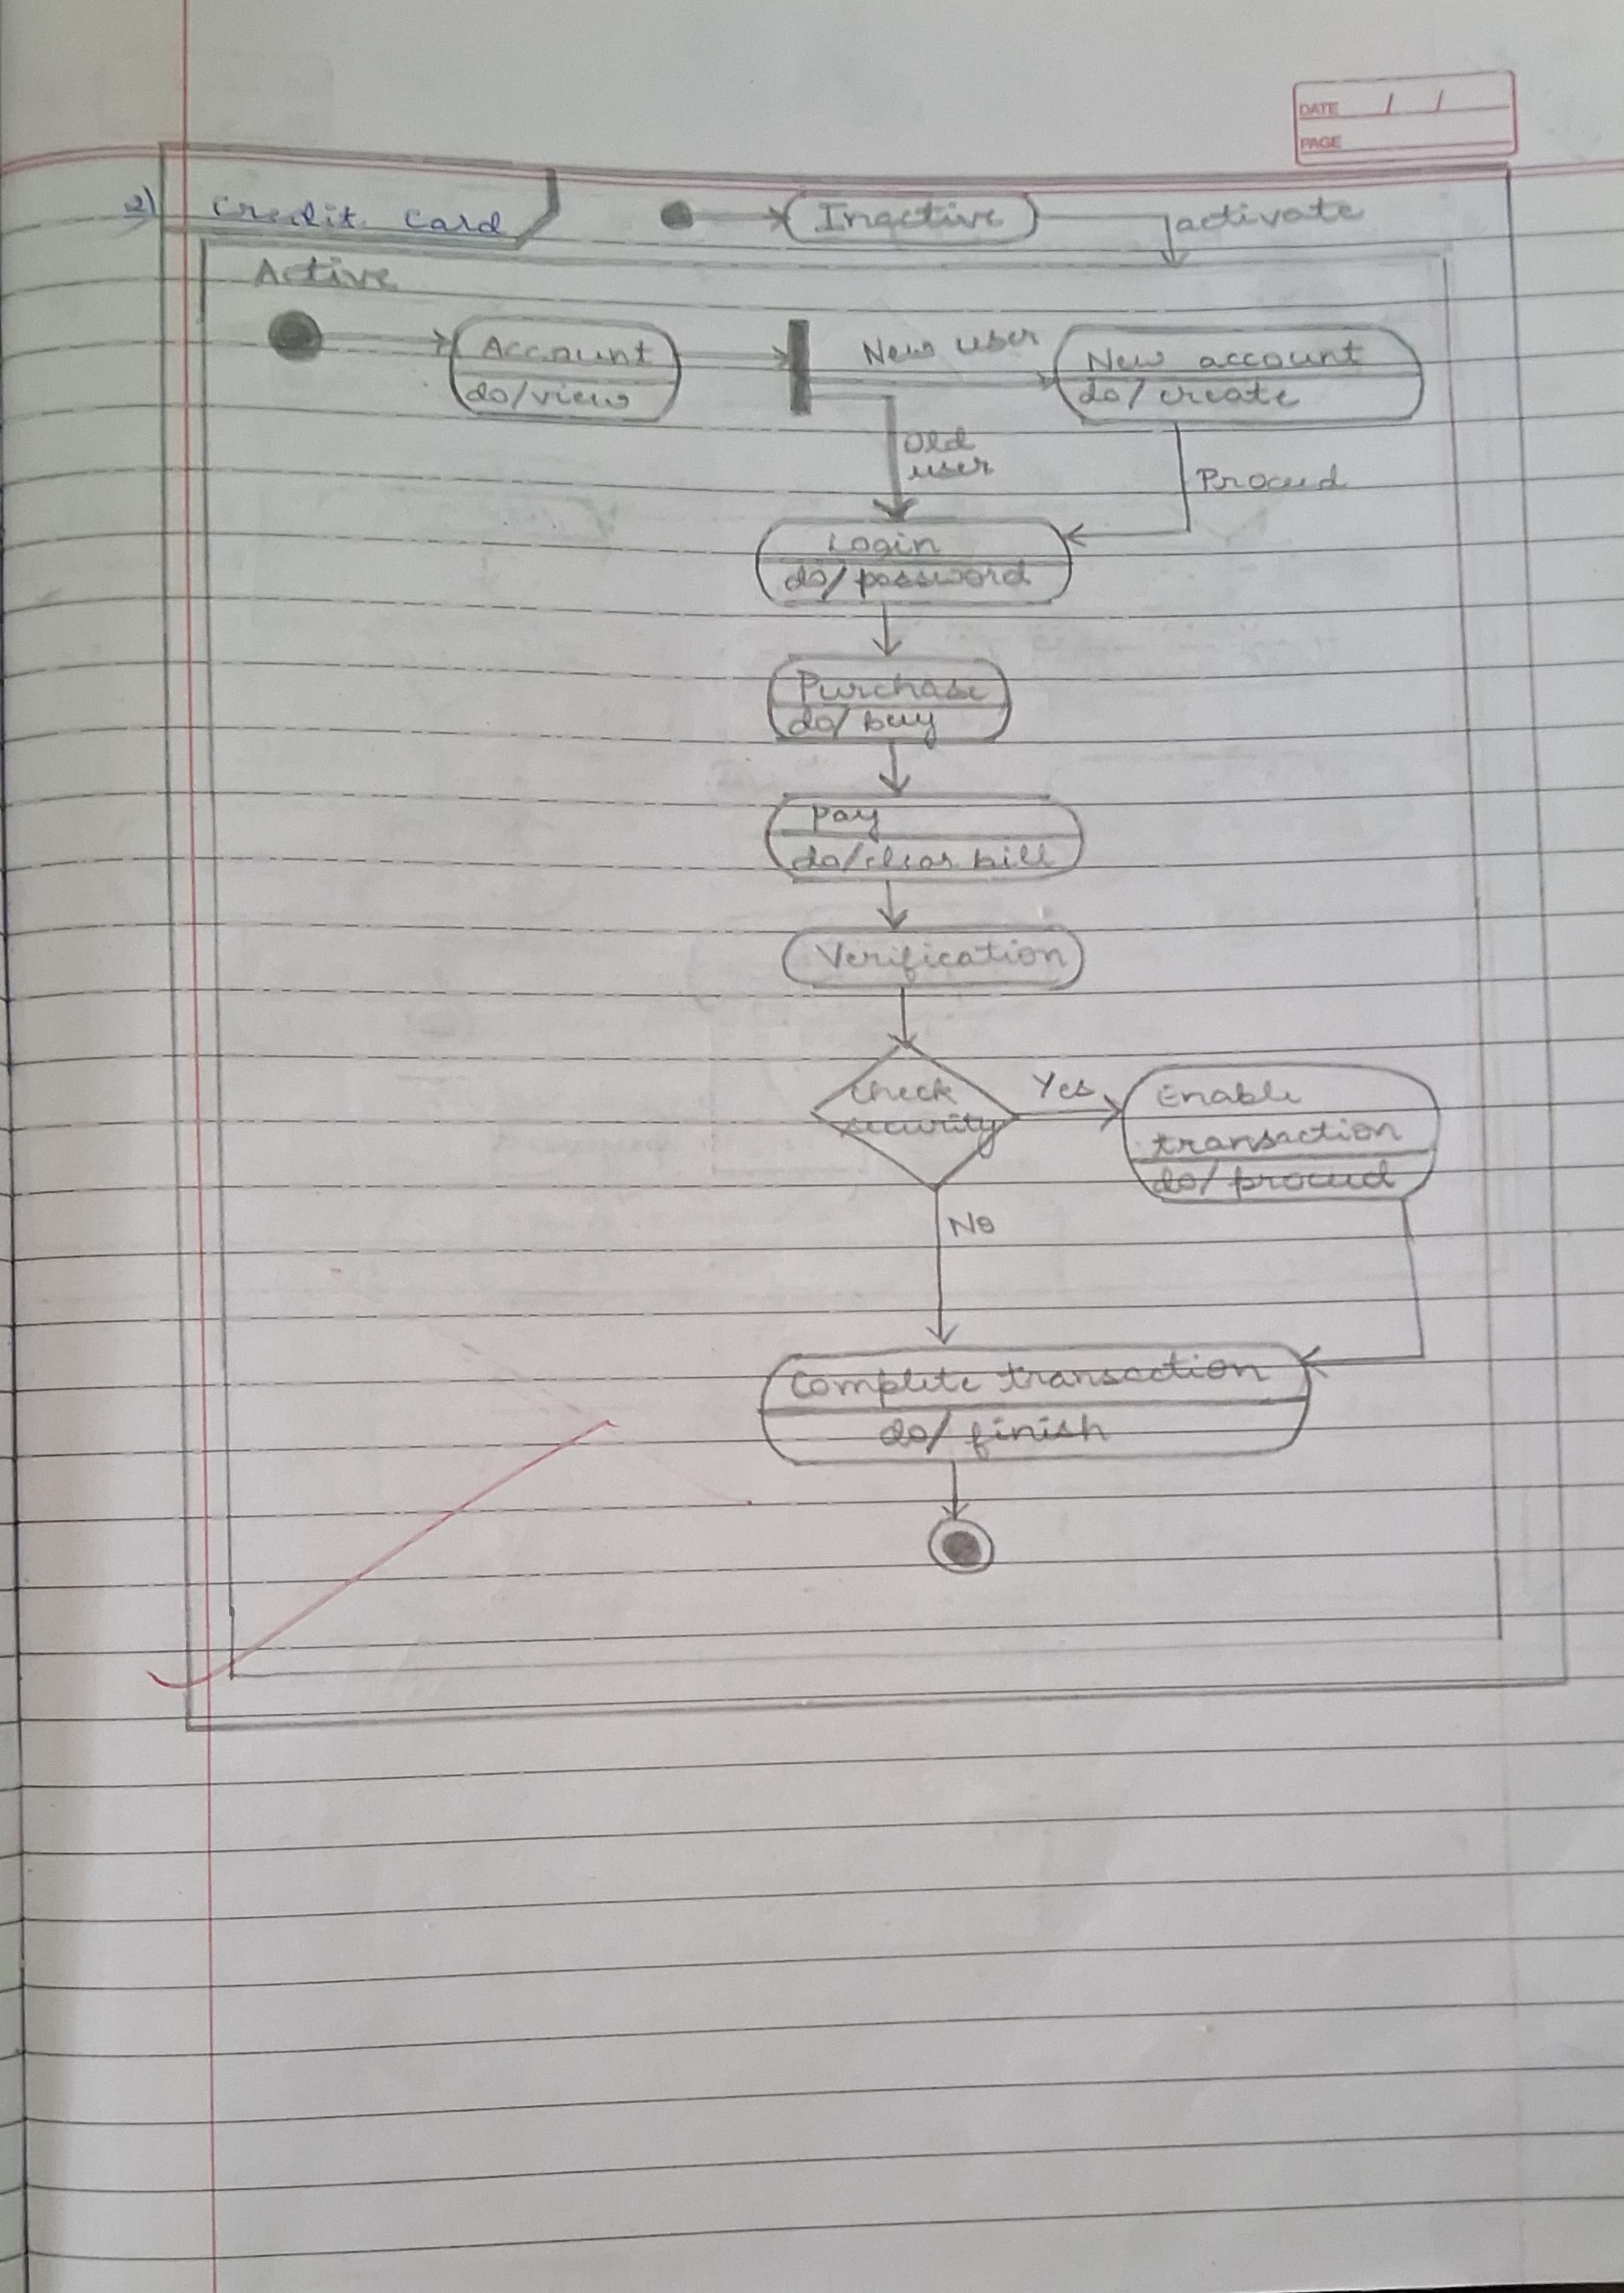 DATE / /
PAGE
2) Credit Card
Inactive
activate
Active
Account
do/view
New user
New account
do/create
Old
user
Proceed
Login
do/password
Purchase
do/buy
Pay
do/clear bill
Verification
Check
security
Yes
Enable
transaction
do/proceed
No
Complete transaction
do/finish